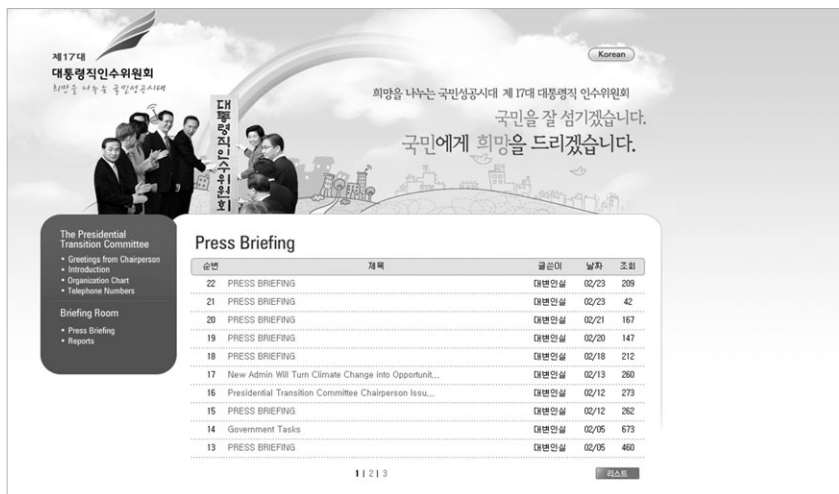 제17대
대통령직인수위원회
희망을 나누는 국민성공시대
Korean
희망을 나누는 국민성공시대 제 17대 대통령직 인수위원회
국민을 잘 섬기겠습니다.
국민에게 희망을 드리겠습니다.
대통령직인수위원회
The Presidential
Transition Committee
• Greetings from Chairperson
• Introduction
• Organization Chart
• Telephone Numbers
Briefing Room
• Press Briefing
• Reports
Press Briefing
순번 제목 글쓴이 날짜 조회
22 PRESS BRIEFING 대변인실 02/23 209
21 PRESS BRIEFING 대변인실 02/23 42
20 PRESS BRIEFING 대변인실 02/21 167
19 PRESS BRIEFING 대변인실 02/20 147
18 PRESS BRIEFING 대변인실 02/18 212
17 New Admin Will Turn Climate Change into Opportunit... 대변인실 02/13 260
16 Presidential Transition Committee Chairperson Issu... 대변인실 02/12 273
15 PRESS BRIEFING 대변인실 02/12 262
14 Government Tasks 대변인실 02/05 673
13 PRESS BRIEFING 대변인실 02/05 460
1 | 2 | 3
리스트